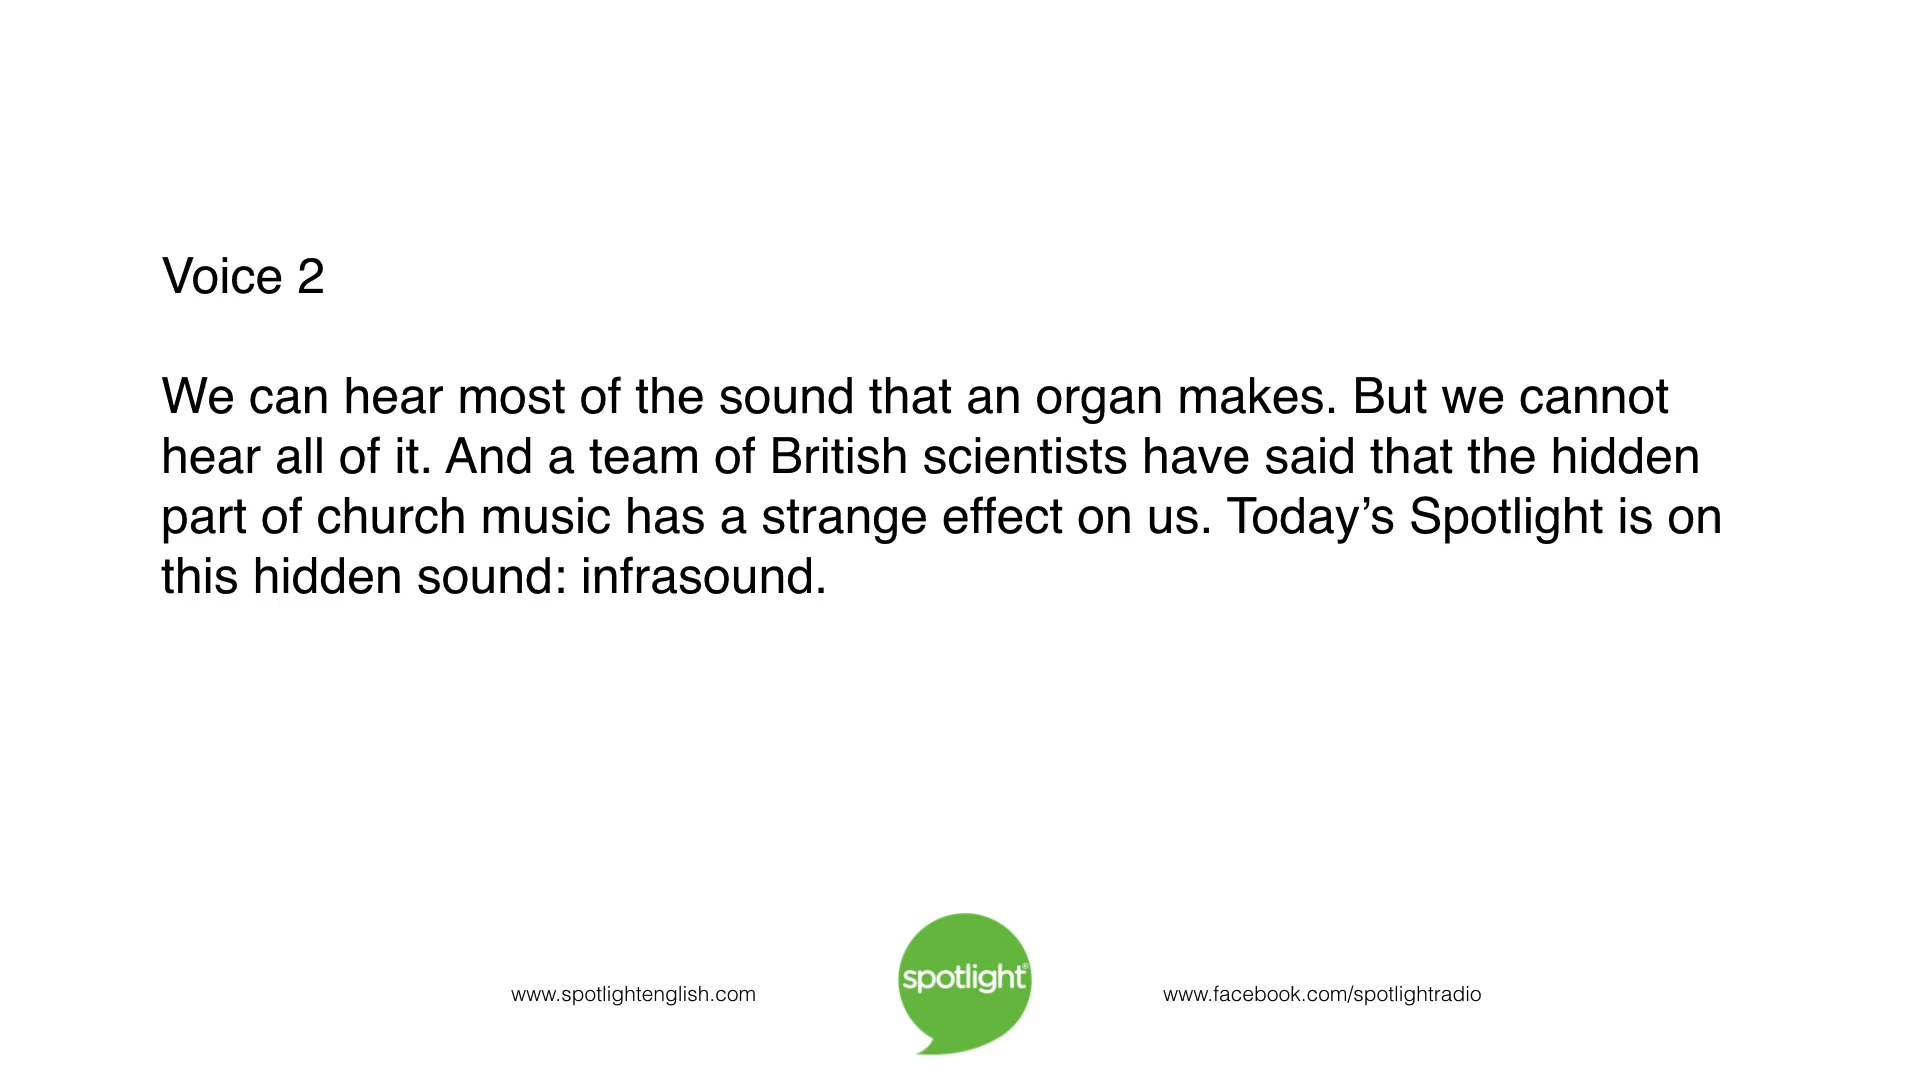 Voice 2
We can hear most of the sound that an organ makes. But we cannot
hear all of it. And a team of British scientists have said that the hidden
part of church music has a strange effect on us. Today’s Spotlight is on
this hidden sound: infrasound.
www.spotlightenglish.com
spotlight®
www.facebook.com/spotlightradio